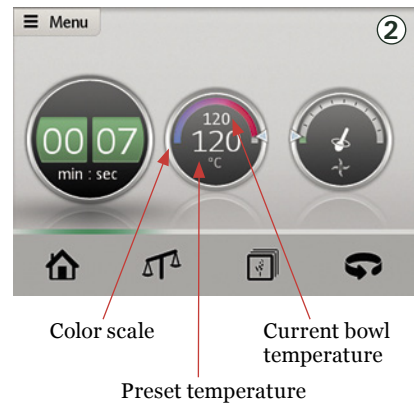 Menu
②
120
00 07
120
°C
min : sec
Color scale
Current bowl
temperature
Preset temperature